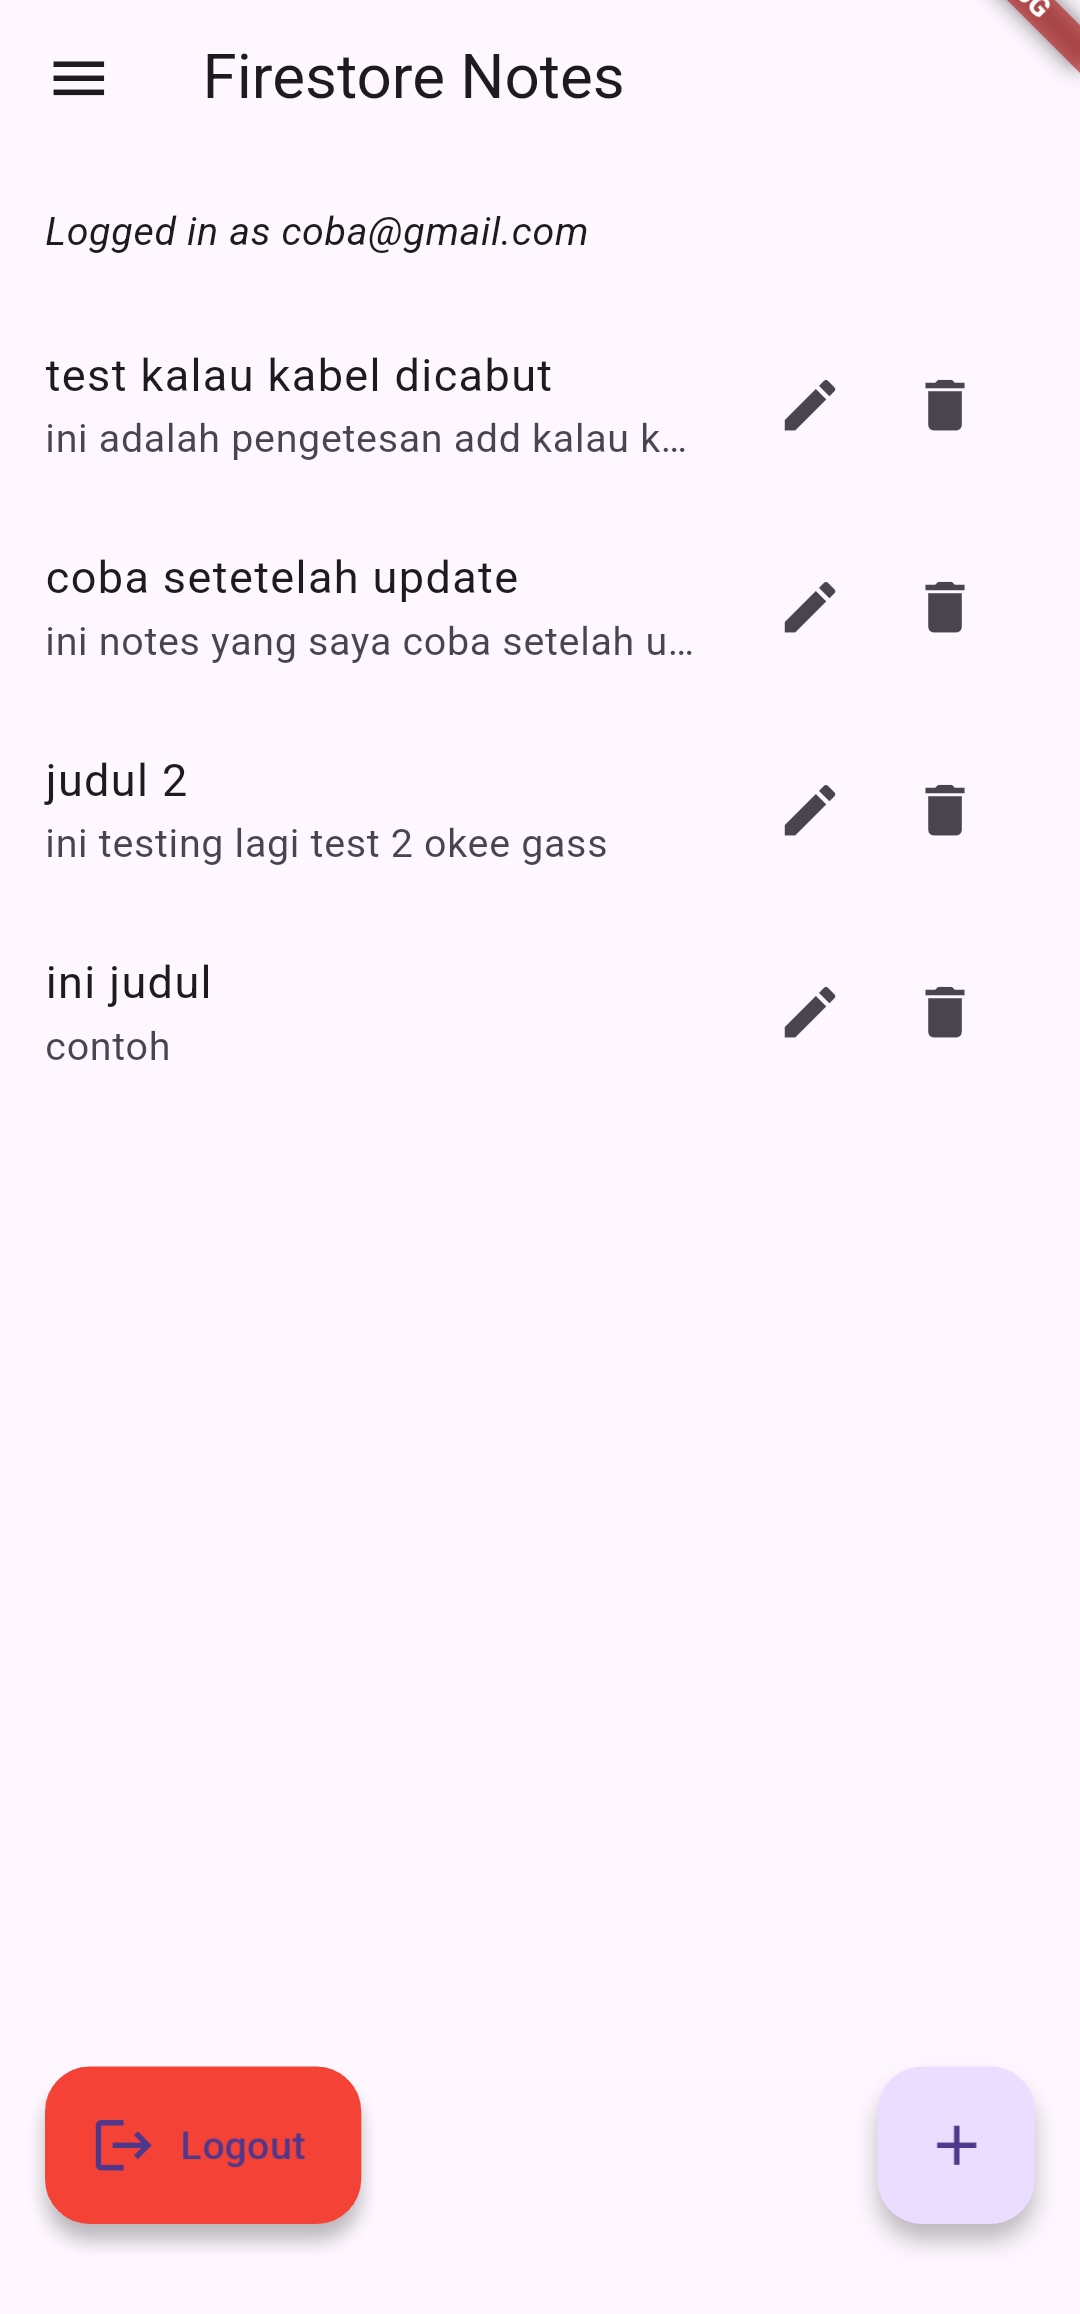 Firestore Notes
Logged in as coba@gmail.com
test kalau kabel dicabut
ini adalah pengetesan add kalau k...
coba setetelah update
ini notes yang saya coba setelah u...
judul 2
ini testing lagi test 2 okee gass
ini judul
contoh
Logout